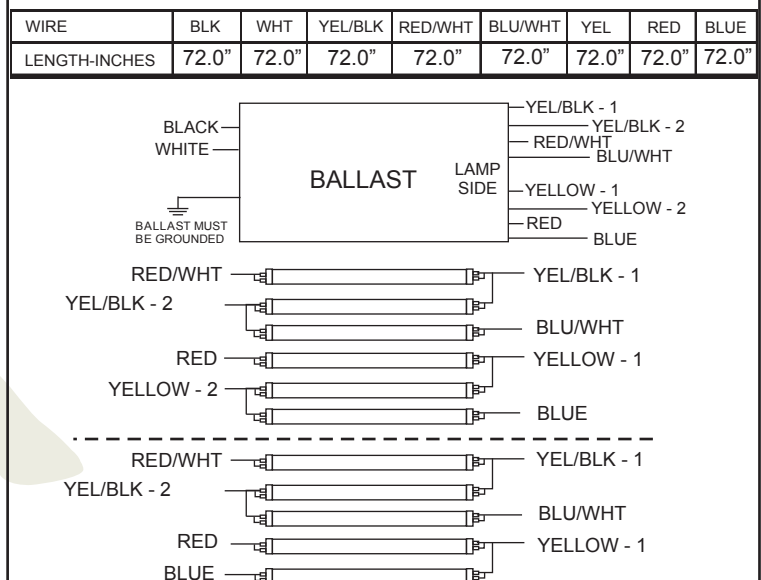 WIRE BLK WHT YEL/BLK RED/WHT BLU/WHT YEL RED BLUE
LENGTH-INCHES 72.0” 72.0” 72.0” 72.0” 72.0” 72.0” 72.0” 72.0”
YEL/BLK - 1
BLACK
YEL/BLK - 2
RED/WHT
WHITE
BLU/WHT
BALLAST
LAMP
SIDE
YELLOW - 1
YELLOW - 2
BALLAST MUST
BE GROUNDED
RED
BLUE
RED/WHT YEL/BLK - 1
YEL/BLK - 2
BLU/WHT
RED YELLOW - 1
YELLOW - 2
BLUE
RED/WHT YEL/BLK - 1
YEL/BLK - 2
BLU/WHT
RED YELLOW - 1
BLUE